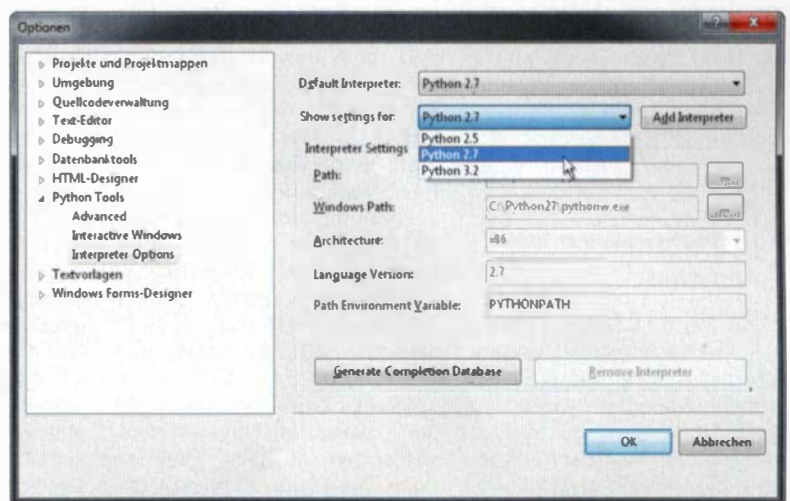 Optionen
Projekte und Projektmappen
Umgebung
Quellcodeverwaltung
Text-Editor
Debugging
Datenbanktools
HTML-Designer
Python Tools
Advanced
Interactive Windows
Interpreter Options
Textvorlagen
Windows Forms-Designer
Default Interpreter: Python 2.7
Show settings for: Python 2.7 Add Interpreter
Python 2.5
Python 2.7
Python 3.2
Interpreter Settings
Path:
Windows Path: C:\Python27\pythonw.exe
Architecture: x86
Language Version: 2.7
Path Environment Variable: PYTHONPATH
Generate Completion Database Remove Interpreter
OK Abbrechen